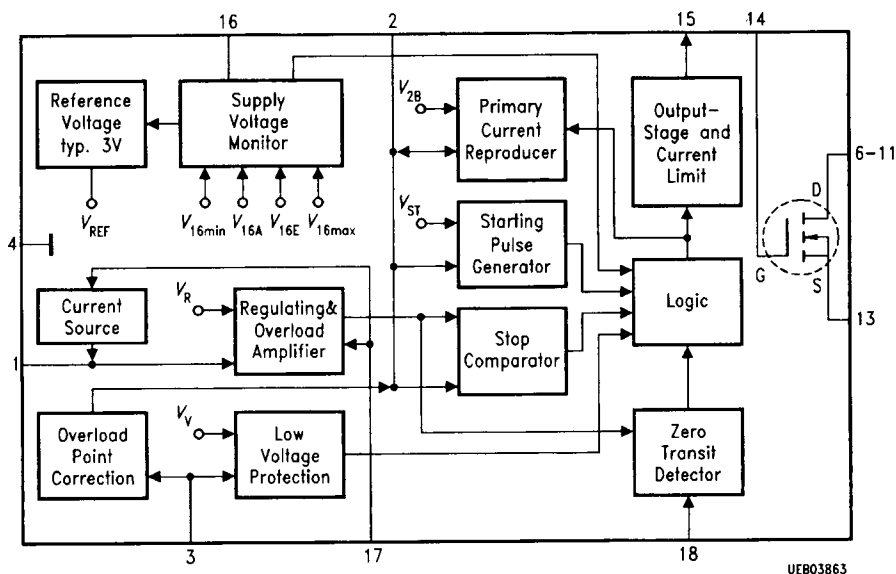 16
2
15
14
Reference
Voltage
typ. 3V
Supply
Voltage
Monitor
V2B
Primary
Current
Reproducer
Output-
Stage and
Current
Limit
6-11
D
VREF
V16min
V16A
V16E
V16max
VST
Starting
Pulse
Generator
4
G
S
Current
Source
VR
Regulating&
Overload
Amplifier
Logic
13
Stop
Comparator
1
Overload
Point
Correction
VV
Low
Voltage
Protection
Zero
Transit
Detector
3
17
18
UEB03863